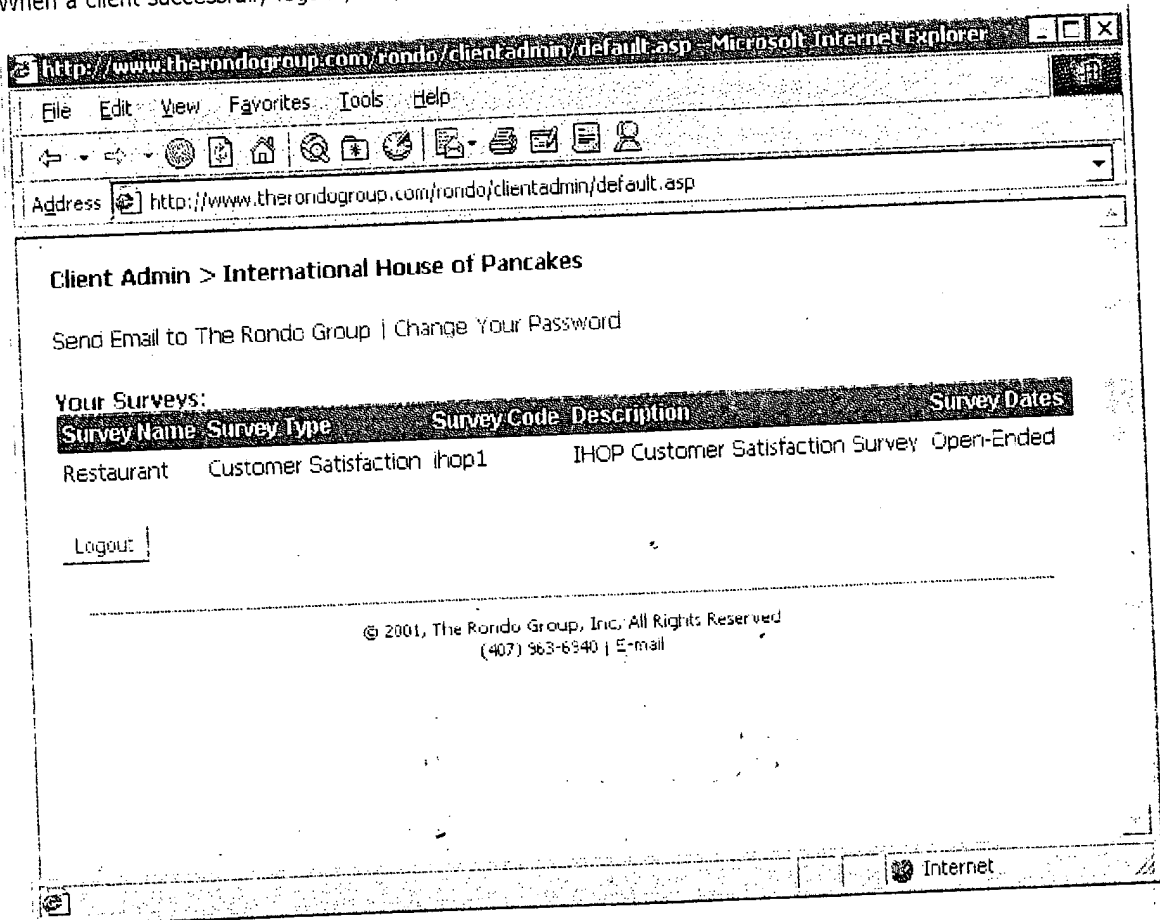 When a client successfully
http://www.therondogroup.com/rondo/clientadmin/default.asp - Microsoft Internet Explorer
File Edit View Favorites Tools Help
Address http://www.therondogroup.com/rondo/clientadmin/default.asp
Client Admin > International House of Pancakes
Send Email to The Rondo Group | Change Your Password
Your Surveys:
Survey Name Survey Type Survey Code Description Survey Dates
Restaurant Customer Satisfaction ihop1 IHOP Customer Satisfaction Survey Open-Ended
Logout
© 2001, The Rondo Group, Inc, All Rights Reserved
(407) 963-6940 | E-mail
Internet